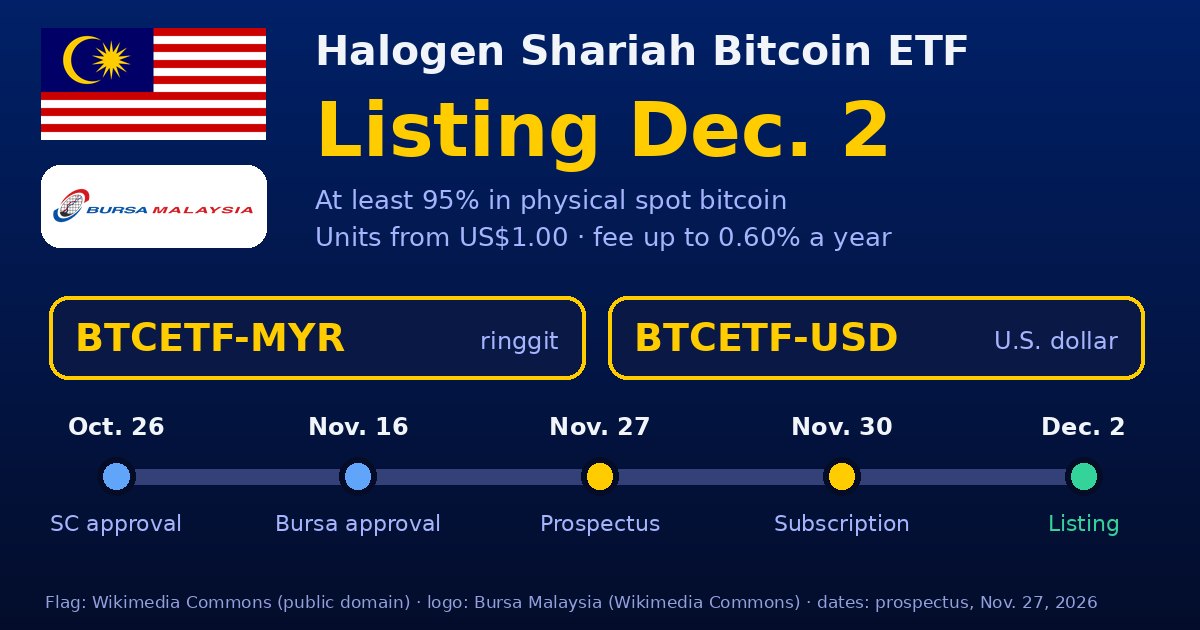 Halogen Shariah Bitcoin ETF
Listing Dec. 2
BURSA MALAYSIA
At least 95% in physical spot bitcoin
Units from US$1.00 · fee up to 0.60% a year
BTCETF-MYR ringgit
BTCETF-USD U.S. dollar
Oct. 26 Nov. 16 Nov. 27 Nov. 30 Dec. 2
SC approval Bursa approval Prospectus Subscription Listing
Flag: Wikimedia Commons (public domain) · logo: Bursa Malaysia (Wikimedia Commons) · dates: prospectus, Nov. 27, 2026